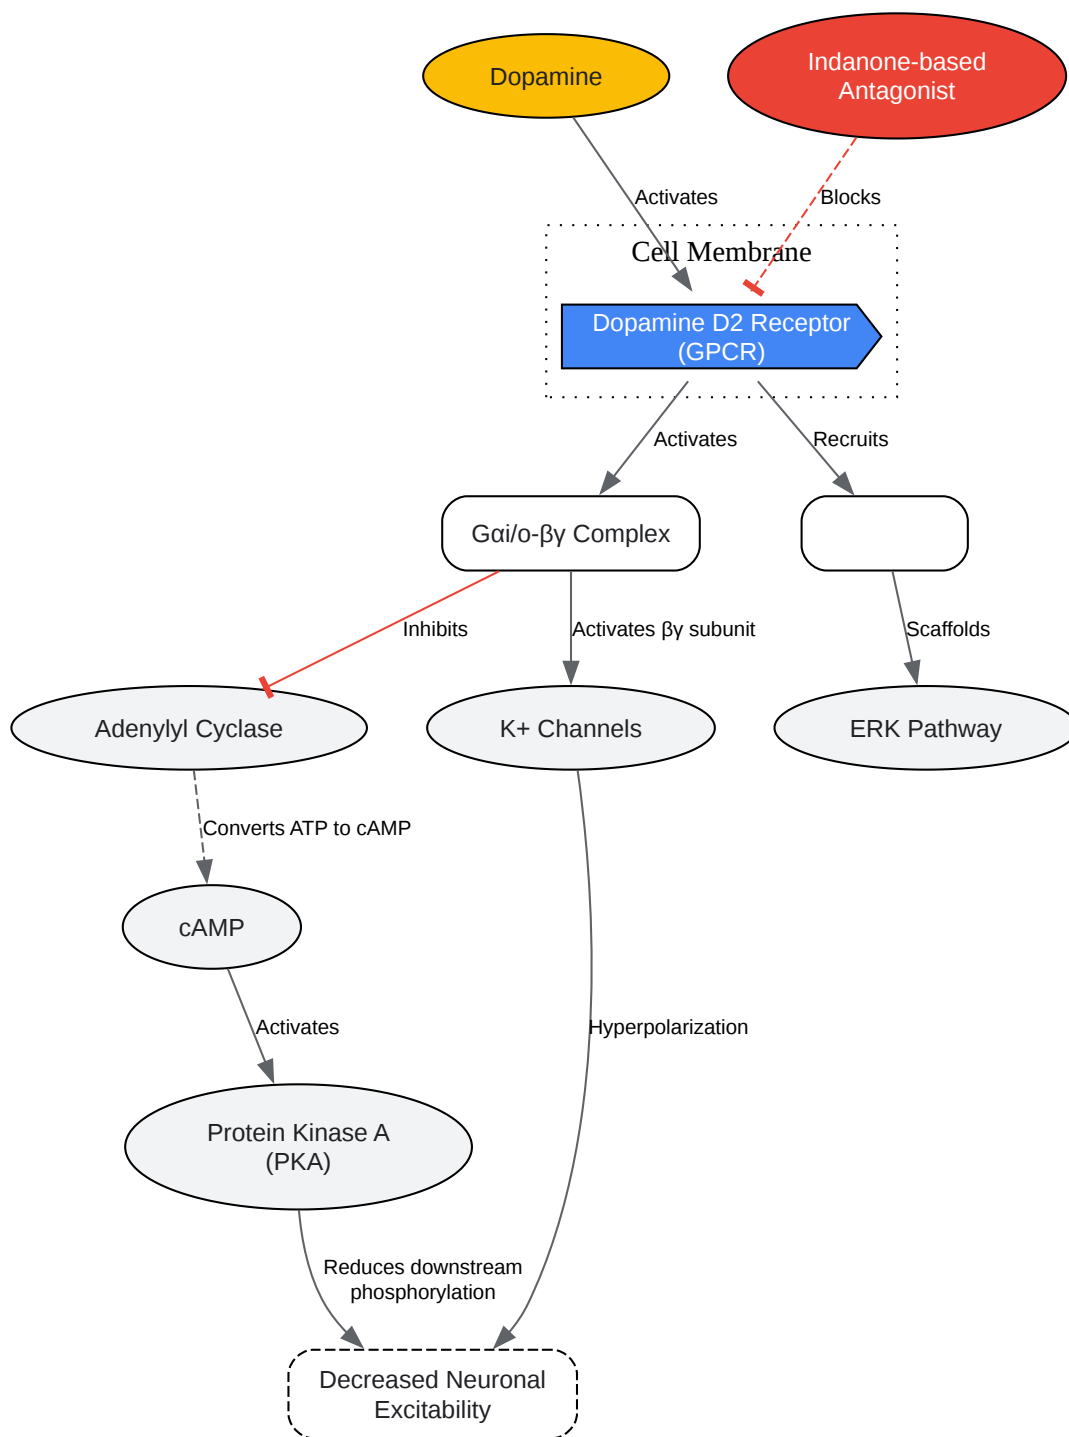 Dopamine
Indanone-based
Antagonist
Activates
Blocks
Cell Membrane
Dopamine D2 Receptor
(GPCR)
Activates
Recruits
Gαi/o-βγ Complex
Inhibits
Activates βγ subunit
Scaffolds
Adenylyl Cyclase
K+ Channels
ERK Pathway
Converts ATP to cAMP
cAMP
Activates
Hyperpolarization
Protein Kinase A
(PKA)
Reduces downstream
phosphorylation
Decreased Neuronal
Excitability